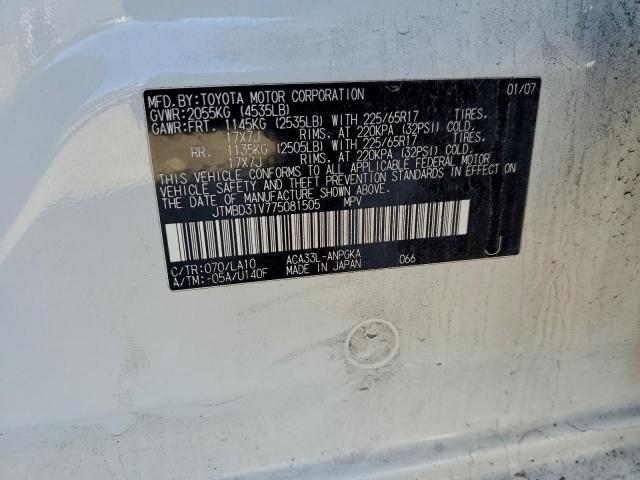 MFD. BY: TOYOTA MOTOR CORPORATION 01/07
GVWR: 2055KG (4535LB)
GAWR: FRT. 1145KG (2535LB) WITH 225/65R17 TIRES.
17X7J RIMS. AT 220KPA (32PSI) COLD.
RR. 1135KG (2505LB) WITH 225/65R17 TIRES.
17X7J RIMS. AT 220KPA (32PSI) COLD.
THIS VEHICLE CONFORMS TO ALL APPLICABLE FEDERAL MOTOR
VEHICLE SAFETY AND THEFT PREVENTION STANDARDS IN EFFECT
ON THE DATE OF MANUFACTURE SHOWN ABOVE.
JTMBD31V775081505 MPV
C/TR: 070/LA10 ACA33L-ANPGKA 066
A/TM: -05A/U140F MADE IN JAPAN